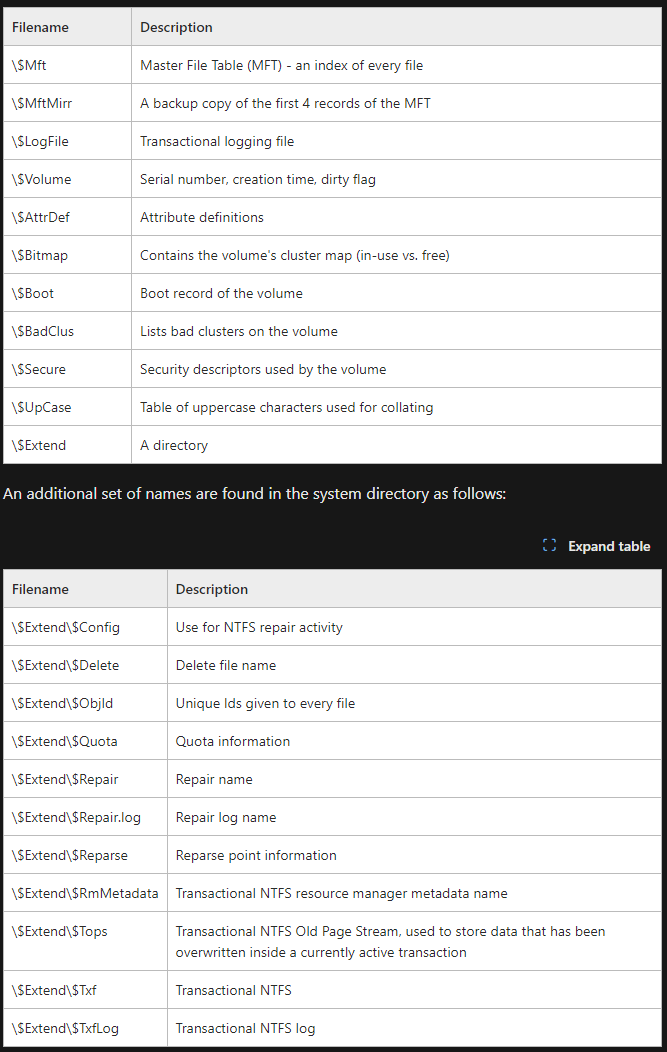 Filename Description
\$Mft Master File Table (MFT) - an index of every file
\$MftMirr A backup copy of the first 4 records of the MFT
\$LogFile Transactional logging file
\$Volume Serial number, creation time, dirty flag
\$AttrDef Attribute definitions
\$Bitmap Contains the volume's cluster map (in-use vs. free)
\$Boot Boot record of the volume
\$BadClus Lists bad clusters on the volume
\$Secure Security descriptors used by the volume
\$UpCase Table of uppercase characters used for collating
\$Extend A directory
An additional set of names are found in the system directory as follows:
Expand table
Filename Description
\$Extend\$Config Use for NTFS repair activity
\$Extend\$Delete Delete file name
\$Extend\$ObjId Unique Ids given to every file
\$Extend\$Quota Quota information
\$Extend\$Repair Repair name
\$Extend\$Repair.log Repair log name
\$Extend\$Reparse Reparse point information
\$Extend\$RmMetadata Transactional NTFS resource manager metadata name
\$Extend\$Tops Transactional NTFS Old Page Stream, used to store data that has been
overwritten inside a currently active transaction
\$Extend\$Txf Transactional NTFS
\$Extend\$TxfLog Transactional NTFS log